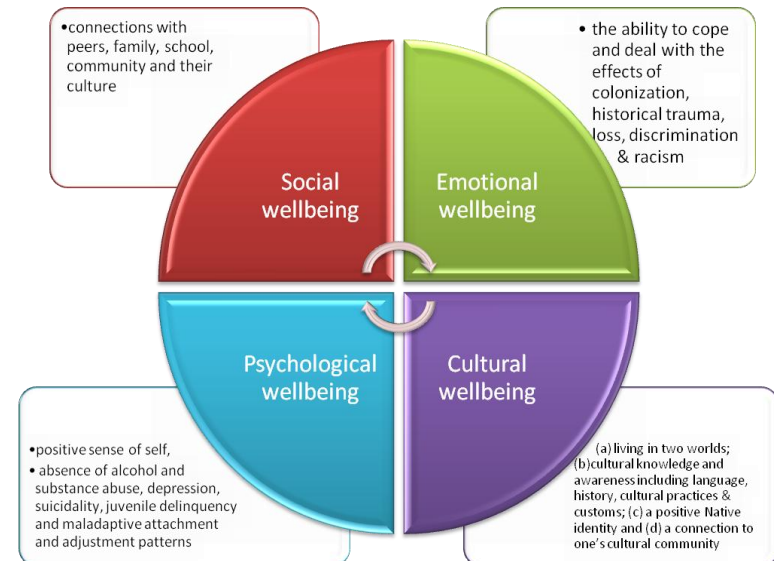 •connections with
peers, family, school,
community and their
culture
• the ability to cope
and deal with the
effects of
colonization,
historical trauma,
loss, discrimination
& racism
Social
wellbeing
Emotional
wellbeing
Psychological
wellbeing
Cultural
wellbeing
•positive sense of self,
• absence of alcohol and
substance abuse, depression,
suicidality, juvenile delinquency
and maladaptive attachment
and adjustment patterns
(a) living in two worlds;
(b)cultural knowledge and
awareness including language,
history, cultural practices &
customs; (c) a positive Native
identity and (d) a connection to
one's cultural community